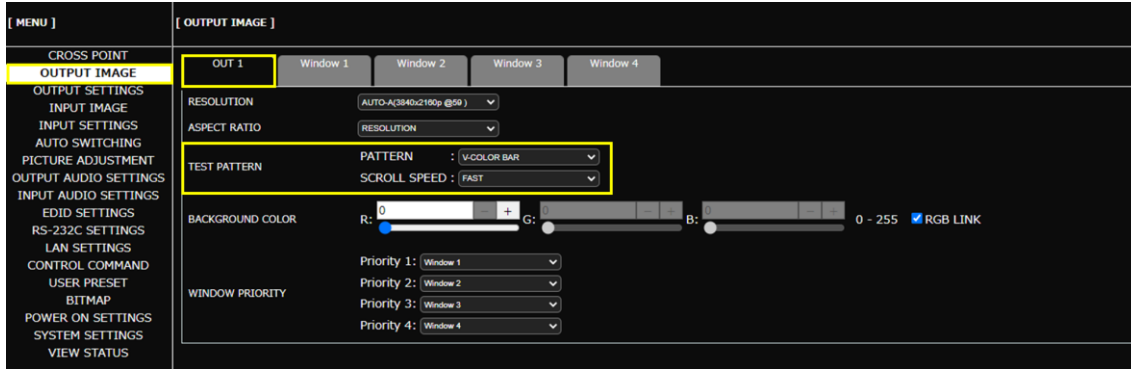 [ MENU ]
[ OUTPUT IMAGE ]
CROSS POINT
OUTPUT IMAGE
OUTPUT SETTINGS
INPUT IMAGE
INPUT SETTINGS
AUTO SWITCHING
PICTURE ADJUSTMENT
OUTPUT AUDIO SETTINGS
INPUT AUDIO SETTINGS
EDID SETTINGS
RS-232C SETTINGS
LAN SETTINGS
CONTROL COMMAND
USER PRESET
BITMAP
POWER ON SETTINGS
SYSTEM SETTINGS
VIEW STATUS
OUT 1 Window 1 Window 2 Window 3 Window 4
RESOLUTION AUTO-A(3840x2160p @59 )
ASPECT RATIO RESOLUTION
TEST PATTERN
PATTERN : V-COLOR BAR
SCROLL SPEED : FAST
BACKGROUND COLOR R: 0 - + G: 0 - + B: 0 - + 0 - 255 RGB LINK
WINDOW PRIORITY
Priority 1: Window 1
Priority 2: Window 2
Priority 3: Window 3
Priority 4: Window 4